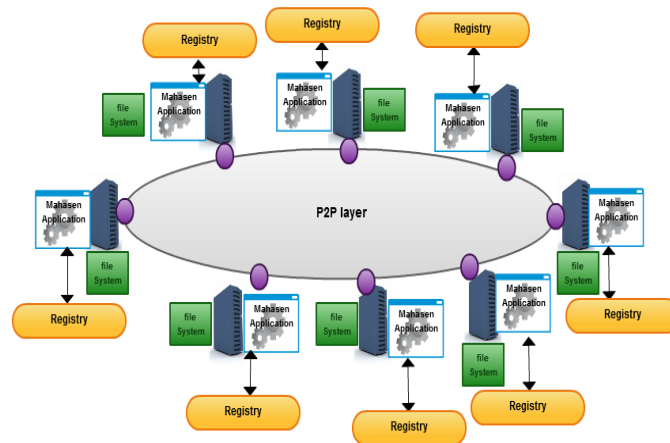 Registry
Registry
Registry
file
System
Mahasen
Application
Mahasen
Application
file
System
Mahasen
Application
file
System
Mahasen
Application
file
System
Registry
P2P layer
Mahasen
Application
file
System
Registry
file
System
Mahasen
Application
Registry
file
System
Mahasen
Application
Registry
Mahasen
Application
file
System
Registry